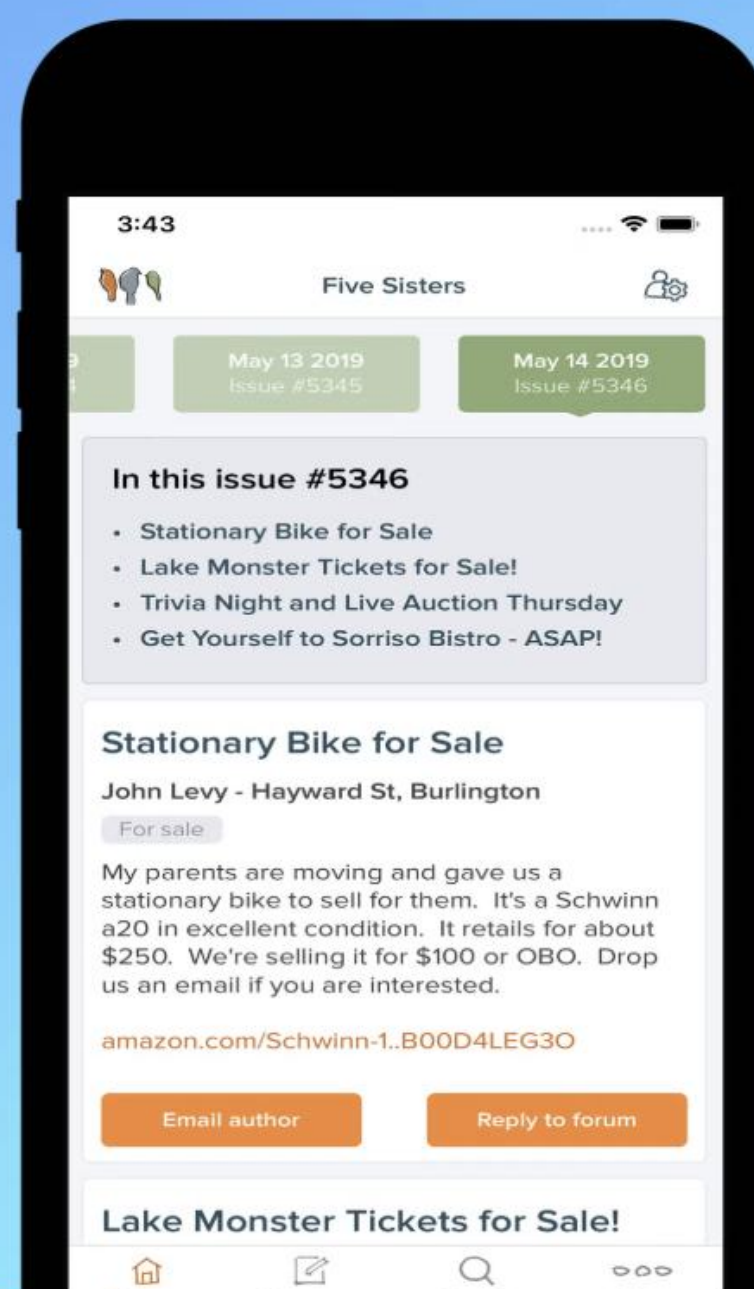 3:43
Five Sisters
9
4
May 13 2019
Issue #5345
May 14 2019
Issue #5346
In this issue #5346
• Stationary Bike for Sale
• Lake Monster Tickets for Sale!
• Trivia Night and Live Auction Thursday
• Get Yourself to Sorriso Bistro - ASAP!
Stationary Bike for Sale
John Levy - Hayward St, Burlington
For sale
My parents are moving and gave us a
stationary bike to sell for them. It's a Schwinn
a20 in excellent condition. It retails for about
$250. We're selling it for $100 or OBO. Drop
us an email if you are interested.
amazon.com/Schwinn-1..B00D4LEG3O
Email author
Reply to forum
Lake Monster Tickets for Sale!